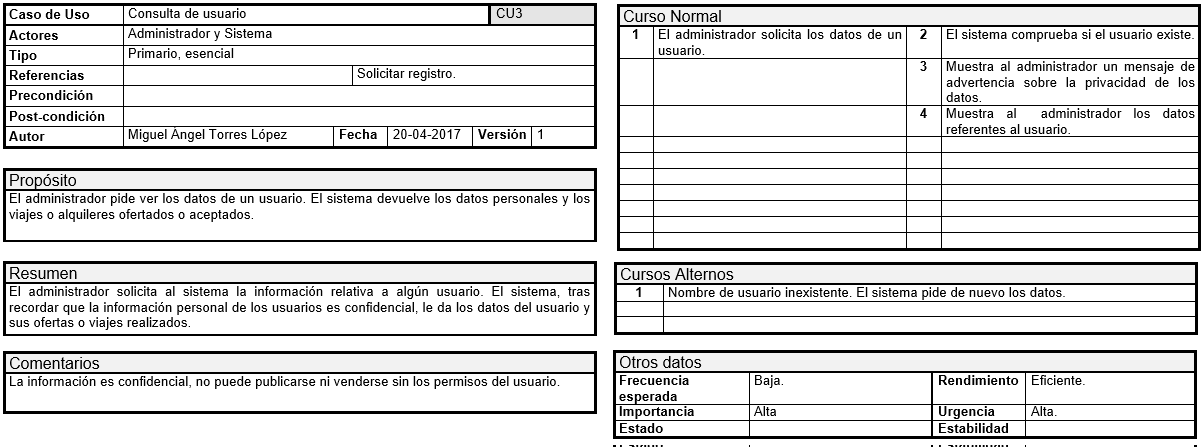 Caso de Uso Consulta de usuario CU3
Actores Administrador y Sistema
Tipo Primario, esencial
Referencias Solicitar registro.
Precondición
Post-condición
Autor Miguel Ángel Torres López Fecha 20-04-2017 Versión 1
Propósito
El administrador pide ver los datos de un usuario. El sistema devuelve los datos personales y los
viajes o alquileres ofertados o aceptados.
Resumen
El administrador solicita al sistema la información relativa a algún usuario. El sistema, tras
recordar que la información personal de los usuarios es confidencial, le da los datos del usuario y
sus ofertas o viajes realizados.
Comentarios
La información es confidencial, no puede publicarse ni venderse sin los permisos del usuario.
Curso Normal
1 El administrador solicita los datos de un
usuario.
2 El sistema comprueba si el usuario existe.
3 Muestra al administrador un mensaje de
advertencia sobre la privacidad de los
datos.
4 Muestra al administrador los datos
referentes al usuario.
Cursos Alternos
1 Nombre de usuario inexistente. El sistema pide de nuevo los datos.
Otros datos
Frecuencia
esperada
Baja.
Rendimiento Eficiente.
Importancia Alta Urgencia Alta.
Estado Estabilidad